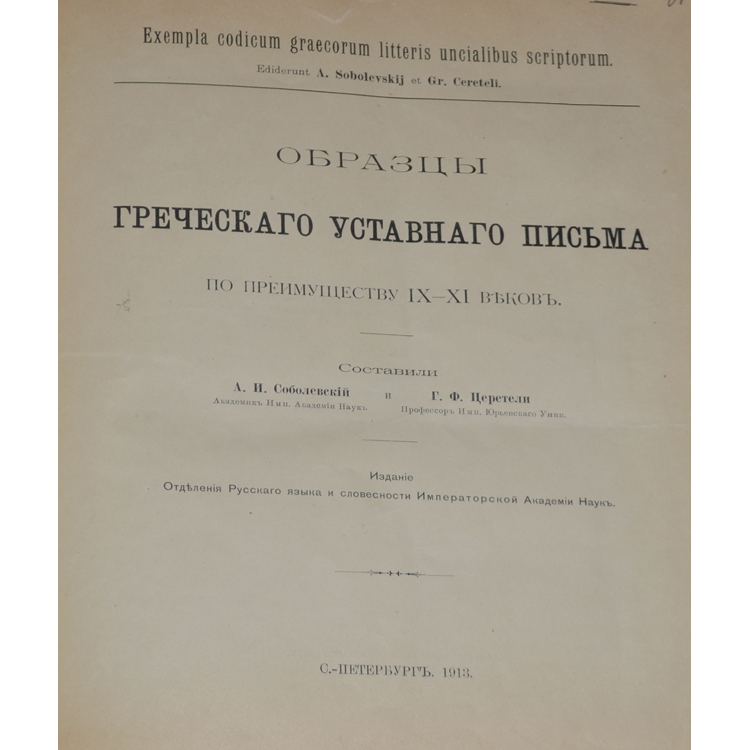 Exempla codicum graecorum litteris uncialibus scriptorum.
Ediderunt A. Sobolevskij et Gr. Cereteli.
ОБРАЗЦЫ
ГРЕЧЕСКАГО УСТАВНАГО ПИСЬМА
ПО ПРЕИМУЩЕСТВУ IX—XI ВѢКОВЪ.
Составили
А. И. Соболевскій и Г. Ф. Церетели
Академикъ Имп. Академіи Наукъ. Профессоръ Имп. Юрьевскаго Унив.
Изданіе
Отдѣленія Русскаго языка и словесности Императорской Академіи Наукъ.
С.-ПЕТЕРБУРГЪ. 1913.